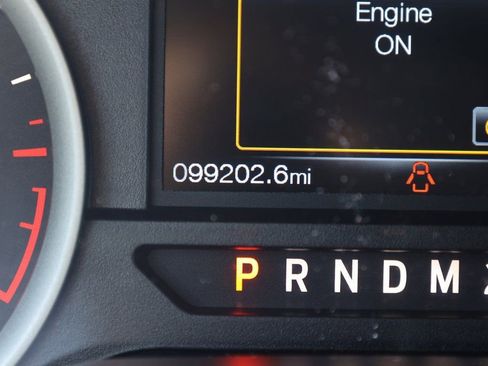 Engine
ON
099202.6mi
P R N D M